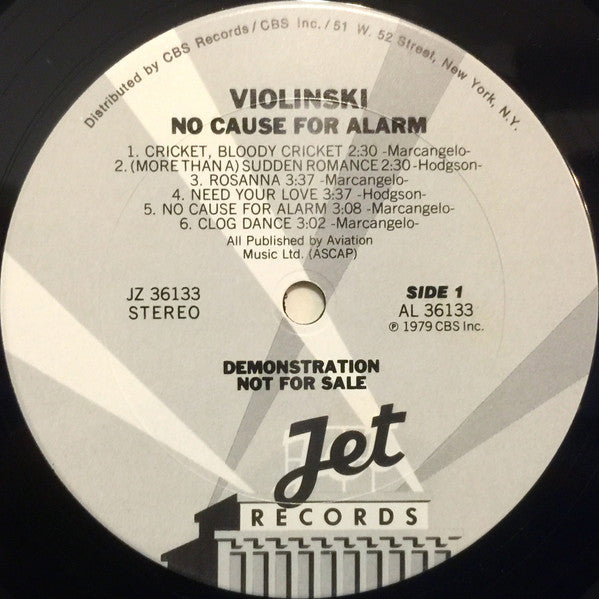 Distributed by CBS Records/CBS Inc./51 W. 52 Street, New York, N.Y.
VIOLINSKI
NO CAUSE FOR ALARM
1. CRICKET, BLOODY CRICKET 2:30 -Marcangelo-
2. (MORE THAN A) SUDDEN ROMANCE 2:30 -Hodgson-
3. ROSANNA 3:37 -Marcangelo-
4. NEED YOUR LOVE 3:37 -Hodgson-
5. NO CAUSE FOR ALARM 3:08 -Marcangelo-
6. CLOG DANCE 3:02 -Marcangelo-
All Published by Aviation
Music Ltd. (ASCAP)
JZ 36133
STEREO
SIDE 1
AL 36133
℗ 1979 CBS Inc.
DEMONSTRATION
NOT FOR SALE
Jet
RECORDS